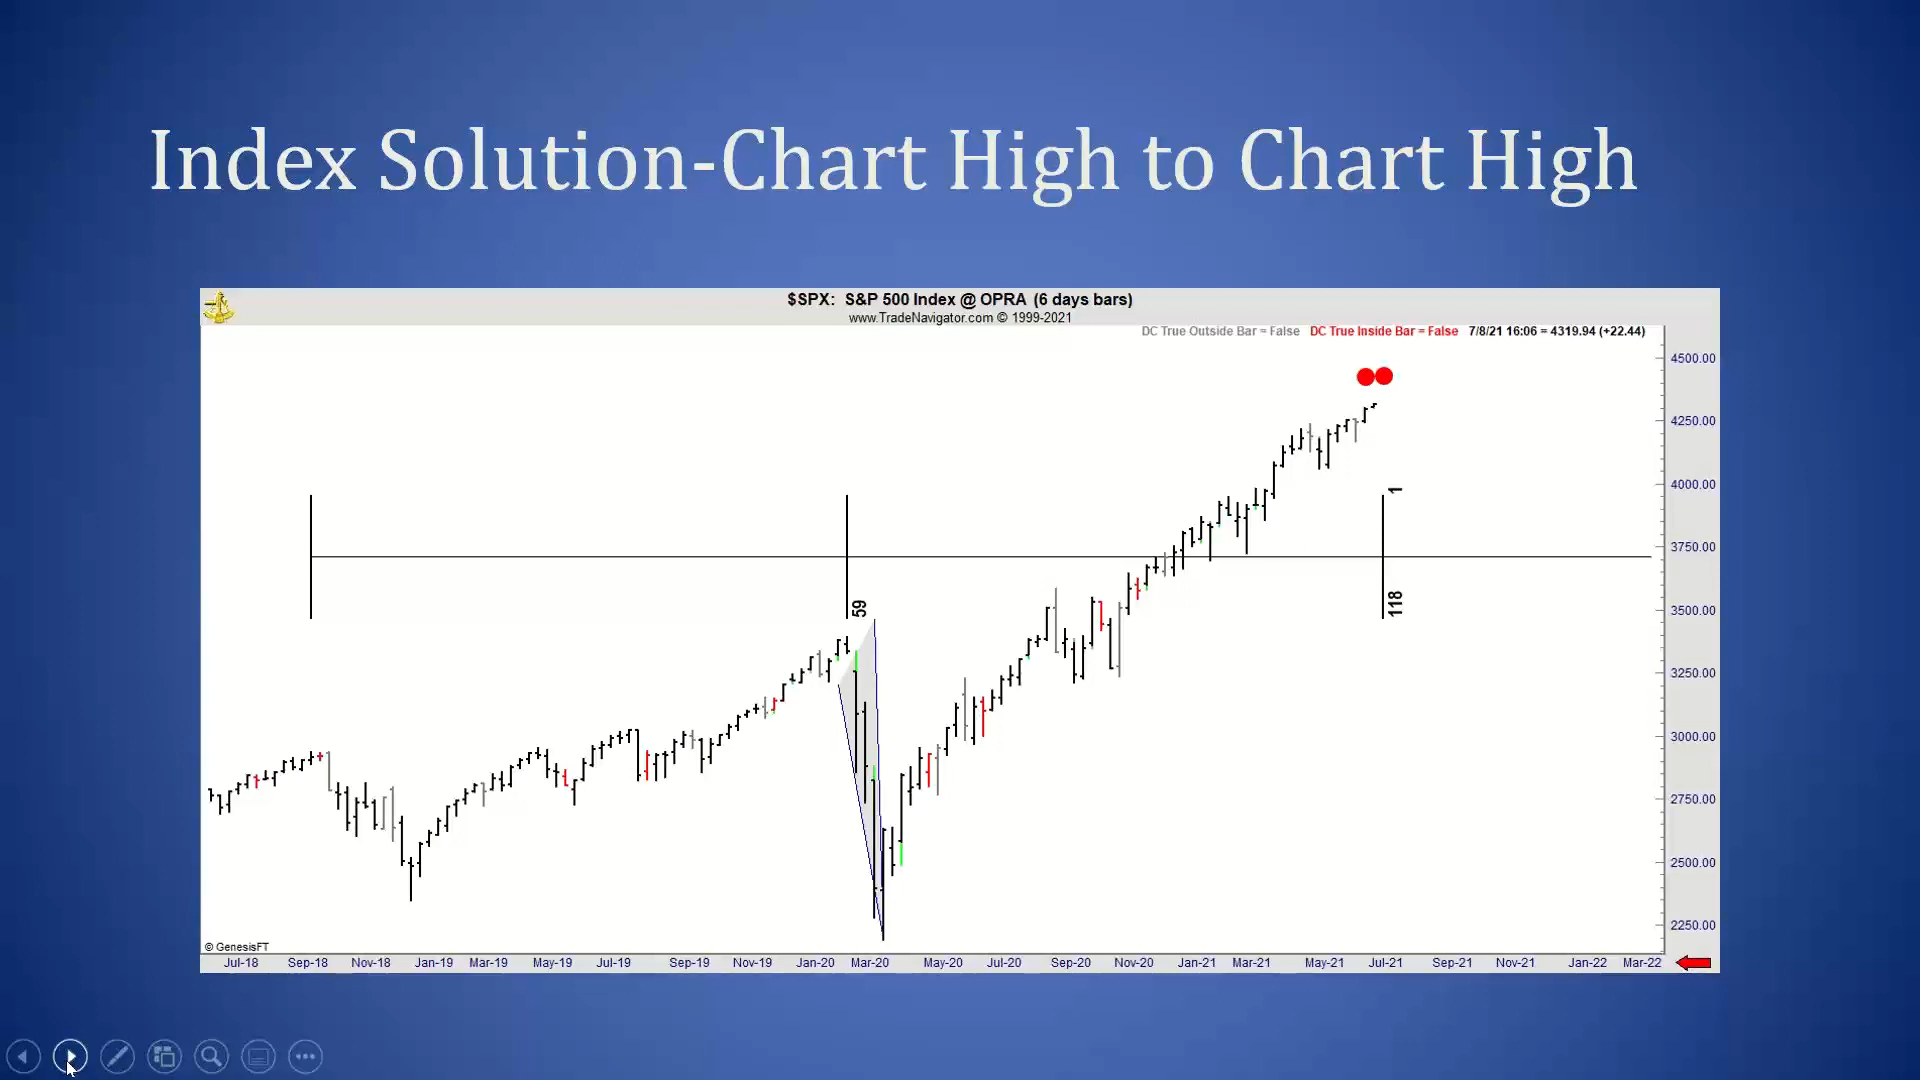 Index Solution-Chart High to Chart High
$SPX: S&P 500 Index @ OPRA (6 days bars)
www.TradeNavigator.com © 1999-2021
DC True Outside Bar = False DC True Inside Bar = False 7/8/21 16:06 = 4319.94 (+22.44)
4500.00
4250.00
4000.00
3750.00
3500.00
3250.00
3000.00
2750.00
2500.00
2250.00
1
59
118
© GenesisFT
Jul-18 Sep-18 Nov-18 Jan-19 Mar-19 May-19 Jul-19 Sep-19 Nov-19 Jan-20 Mar-20 May-20 Jul-20 Sep-20 Nov-20 Jan-21 Mar-21 May-21 Jul-21 Sep-21 Nov-21 Jan-22 Mar-22